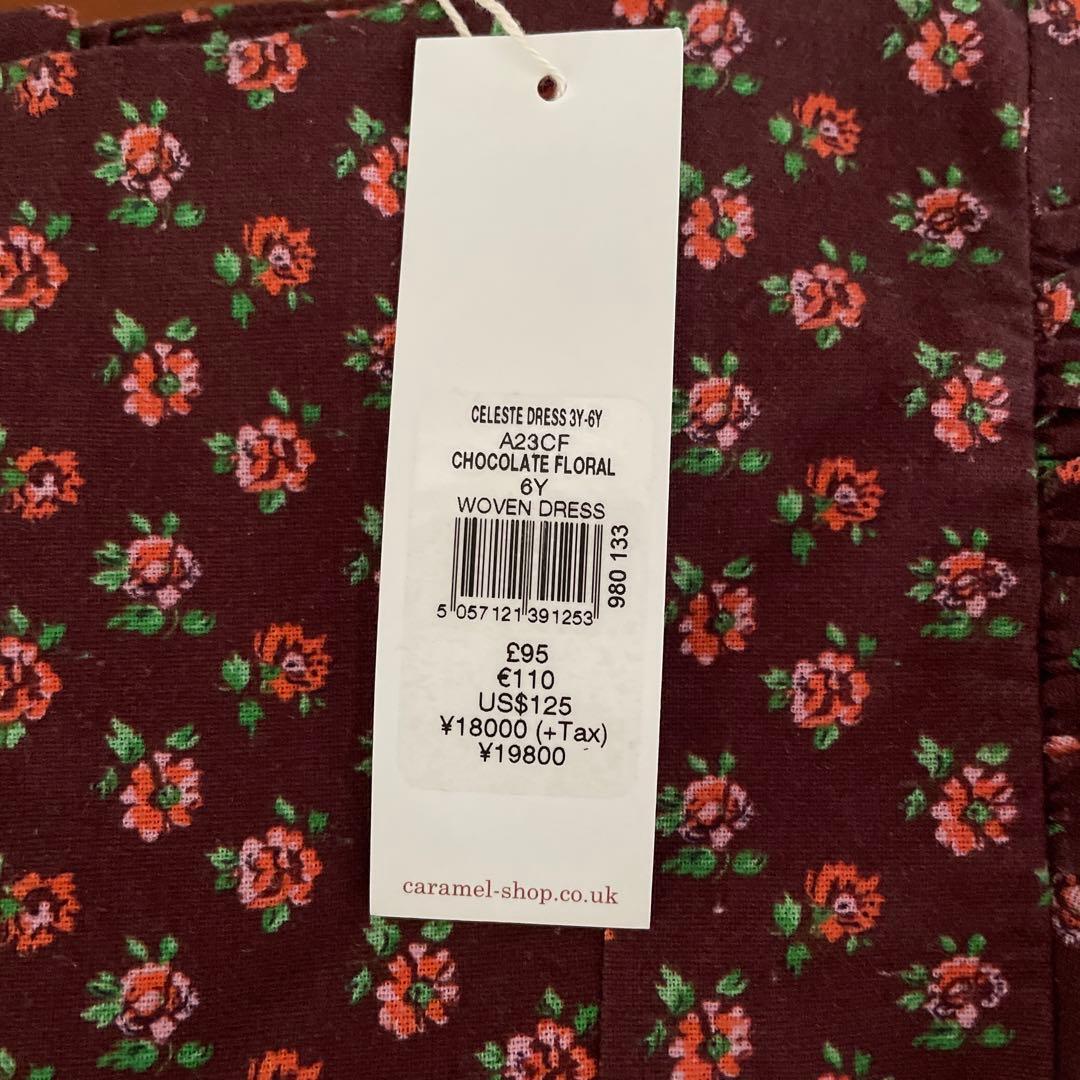 CELESTE DRESS 3Y-6Y
A23CF
CHOCOLATE FLORAL
6Y
WOVEN DRESS
980 133
5 057121 391253
£95
€110
US$125
¥18000 (+Tax)
¥19800
caramel-shop.co.uk